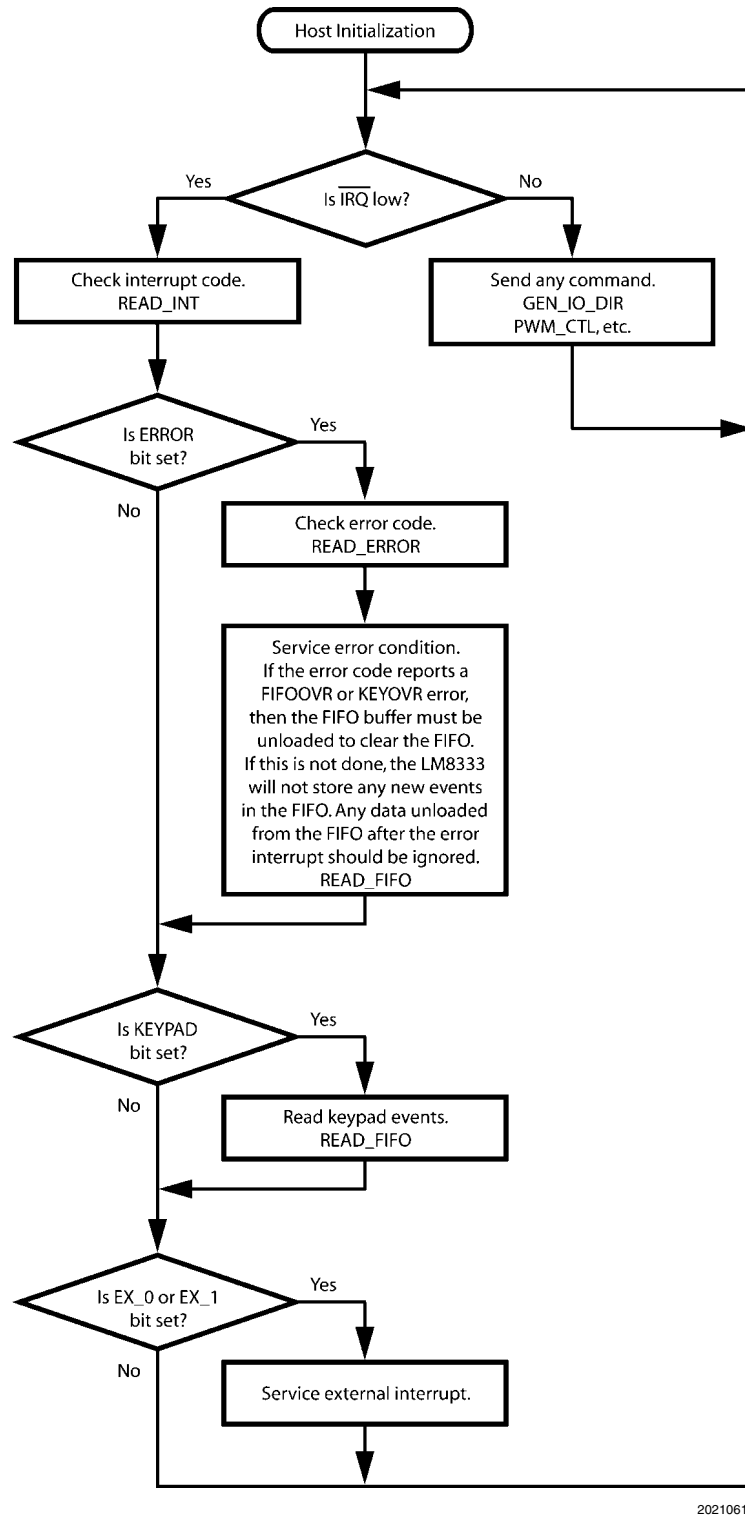 Host Initialization
Is IRQ low?
Yes
No
Check interrupt code.
READ_INT
Send any command.
GEN_IO_DIR
PWM_CTL, etc.
Is ERROR
bit set?
Yes
No
Check error code.
READ_ERROR
Service error condition.
If the error code reports a
FIFOOVR or KEYOVR error,
then the FIFO buffer must be
unloaded to clear the FIFO.
If this is not done, the LM8333
will not store any new events
in the FIFO. Any data unloaded
from the FIFO after the error
interrupt should be ignored.
READ_FIFO
Is KEYPAD
bit set?
Yes
No
Read keypad events.
READ_FIFO
Is EX_0 or EX_1
bit set?
Yes
No
Service external interrupt.
2021061